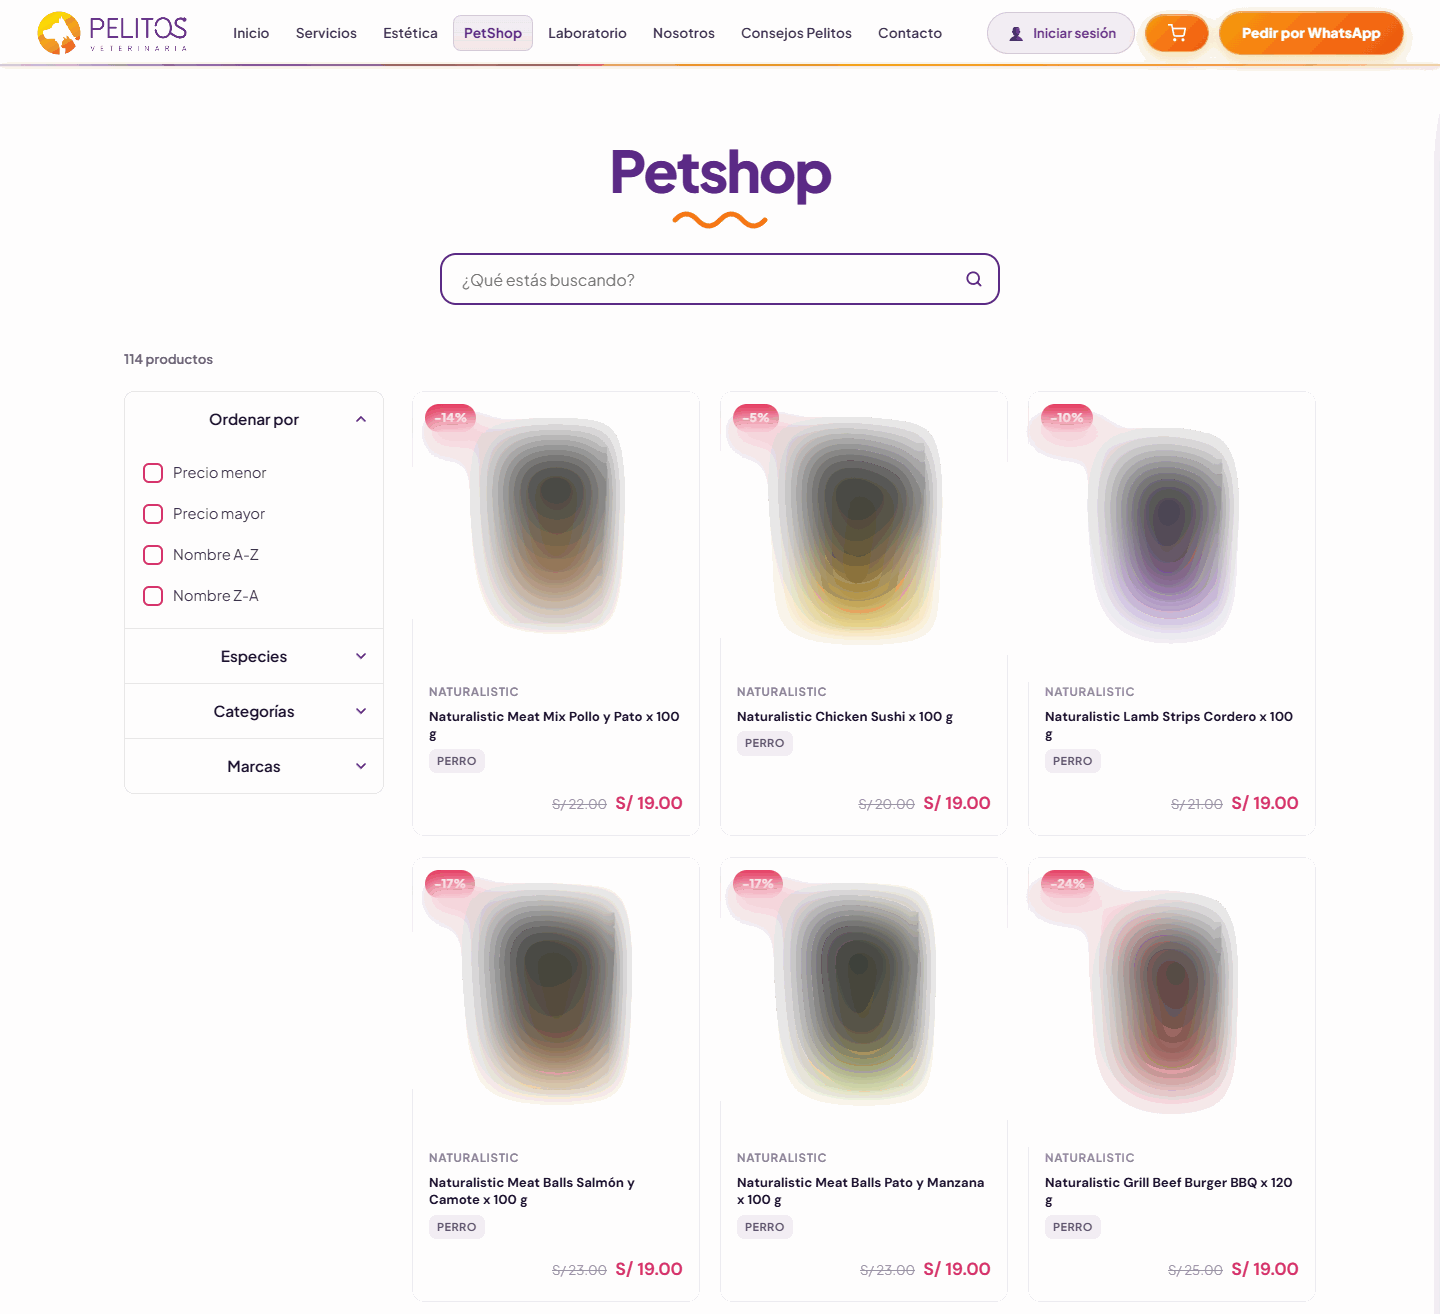 PELITOS
VETERINARIA
Inicio
Servicios
Estética
PetShop
Laboratorio
Nosotros
Consejos Pelitos
Contacto
Iniciar sesión
Pedir por WhatsApp
Petshop
¿Qué estás buscando?
114 productos
Ordenar por
Precio menor
Precio mayor
Nombre A-Z
Nombre Z-A
Especies
Categorías
Marcas
-14%
NATURALISTIC
Naturalistic Meat Mix Pollo y Pato x 100
g
PERRO
S/ 22.00 S/ 19.00
-5%
NATURALISTIC
Naturalistic Chicken Sushi x 100 g
PERRO
S/ 20.00 S/ 19.00
-10%
NATURALISTIC
Naturalistic Lamb Strips Cordero x 100
g
PERRO
S/ 21.00 S/ 19.00
-17%
NATURALISTIC
Naturalistic Meat Balls Salmón y
Camote x 100 g
PERRO
S/ 23.00 S/ 19.00
-17%
NATURALISTIC
Naturalistic Meat Balls Pato y Manzana
x 100 g
PERRO
S/ 23.00 S/ 19.00
-24%
NATURALISTIC
Naturalistic Grill Beef Burger BBQ x 120
g
PERRO
S/ 25.00 S/ 19.00